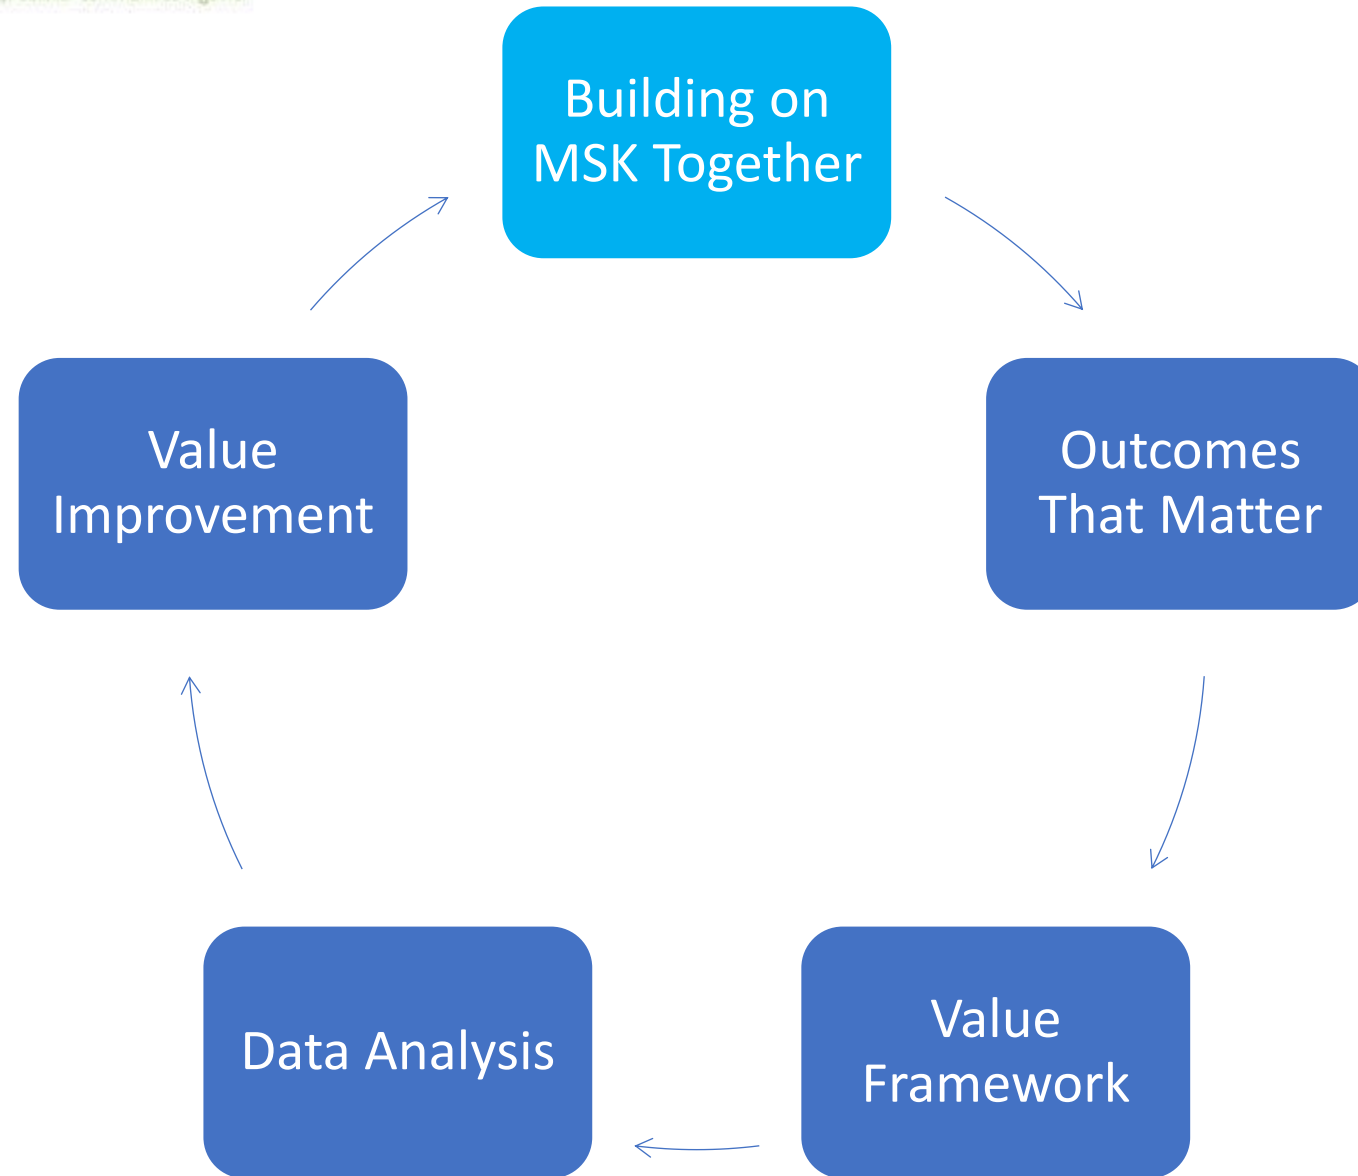 Building on
MSK Together
Outcomes
That Matter
Value
Framework
Data Analysis
Value
Improvement